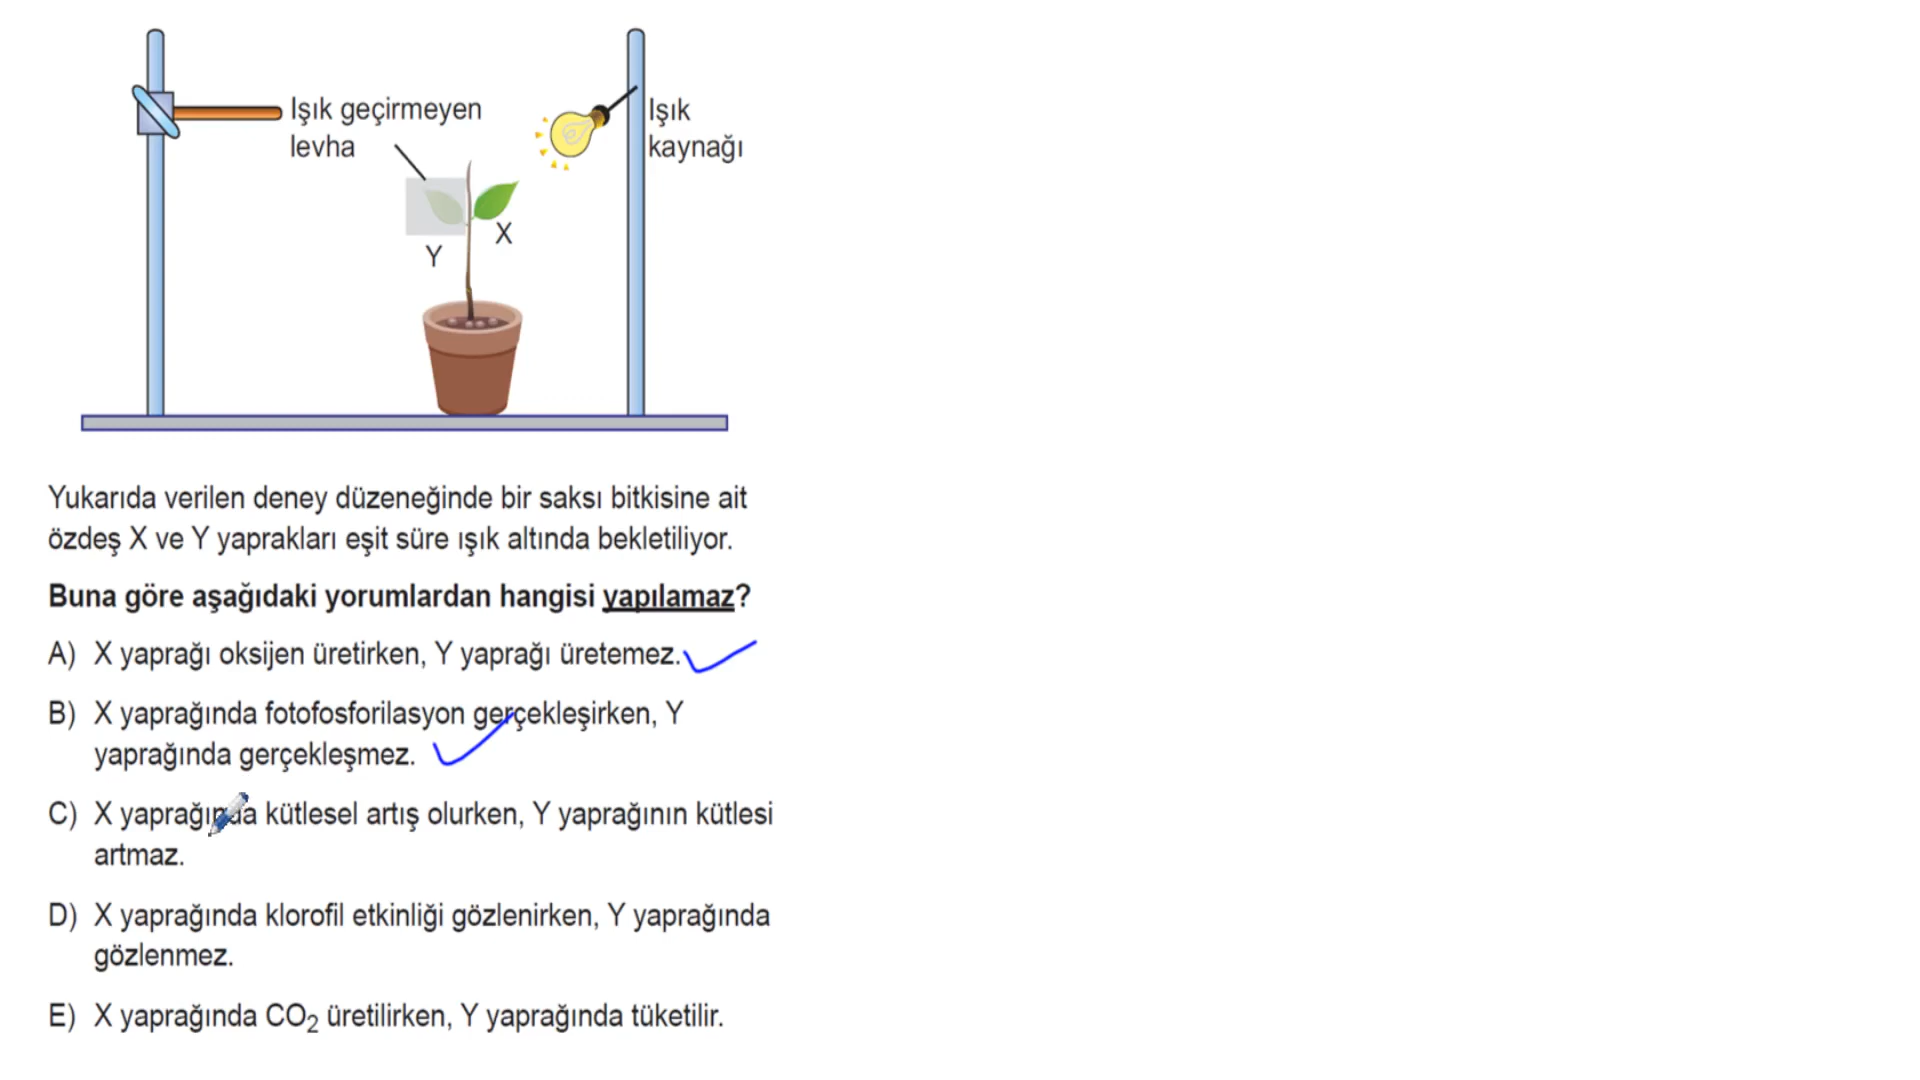 Işık geçirmeyen
levha
Işık
kaynağı
X
Y
Yukarıda verilen deney düzeneğinde bir saksı bitkisine ait
özdeş X ve Y yaprakları eşit süre ışık altında bekletiliyor.
Buna göre aşağıdaki yorumlardan hangisi yapılamaz?
A) X yaprağı oksijen üretirken, Y yaprağı üretemez.
B) X yaprağında fotofosforilasyon gerçekleşirken, Y
yaprağında gerçekleşmez.
C) X yaprağında kütlesel artış olurken, Y yaprağının kütlesi
artmaz.
D) X yaprağında klorofil etkinliği gözlenirken, Y yaprağında
gözlenmez.
E) X yaprağında CO₂ üretilirken, Y yaprağında tüketilir.